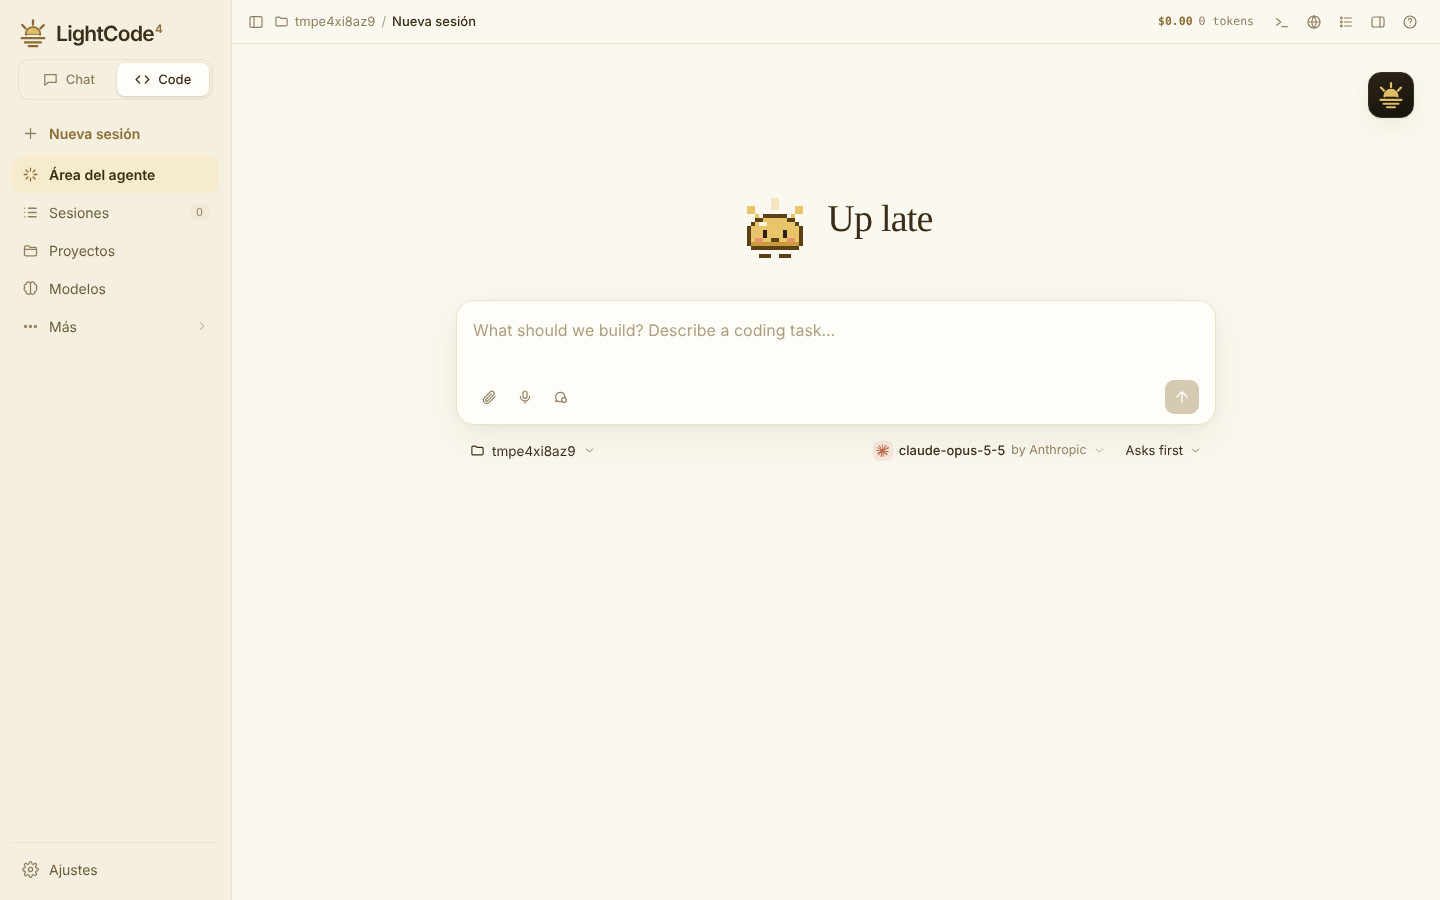 LightCode4
Chat
Code
Nueva sesión
Área del agente
Sesiones 0
Proyectos
Modelos
Más
Ajustes
tmpe4xi8az9 / Nueva sesión
$0.00 0 tokens
Up late
What should we build? Describe a coding task...
tmpe4xi8az9
claude-opus-5-5 by Anthropic
Asks first